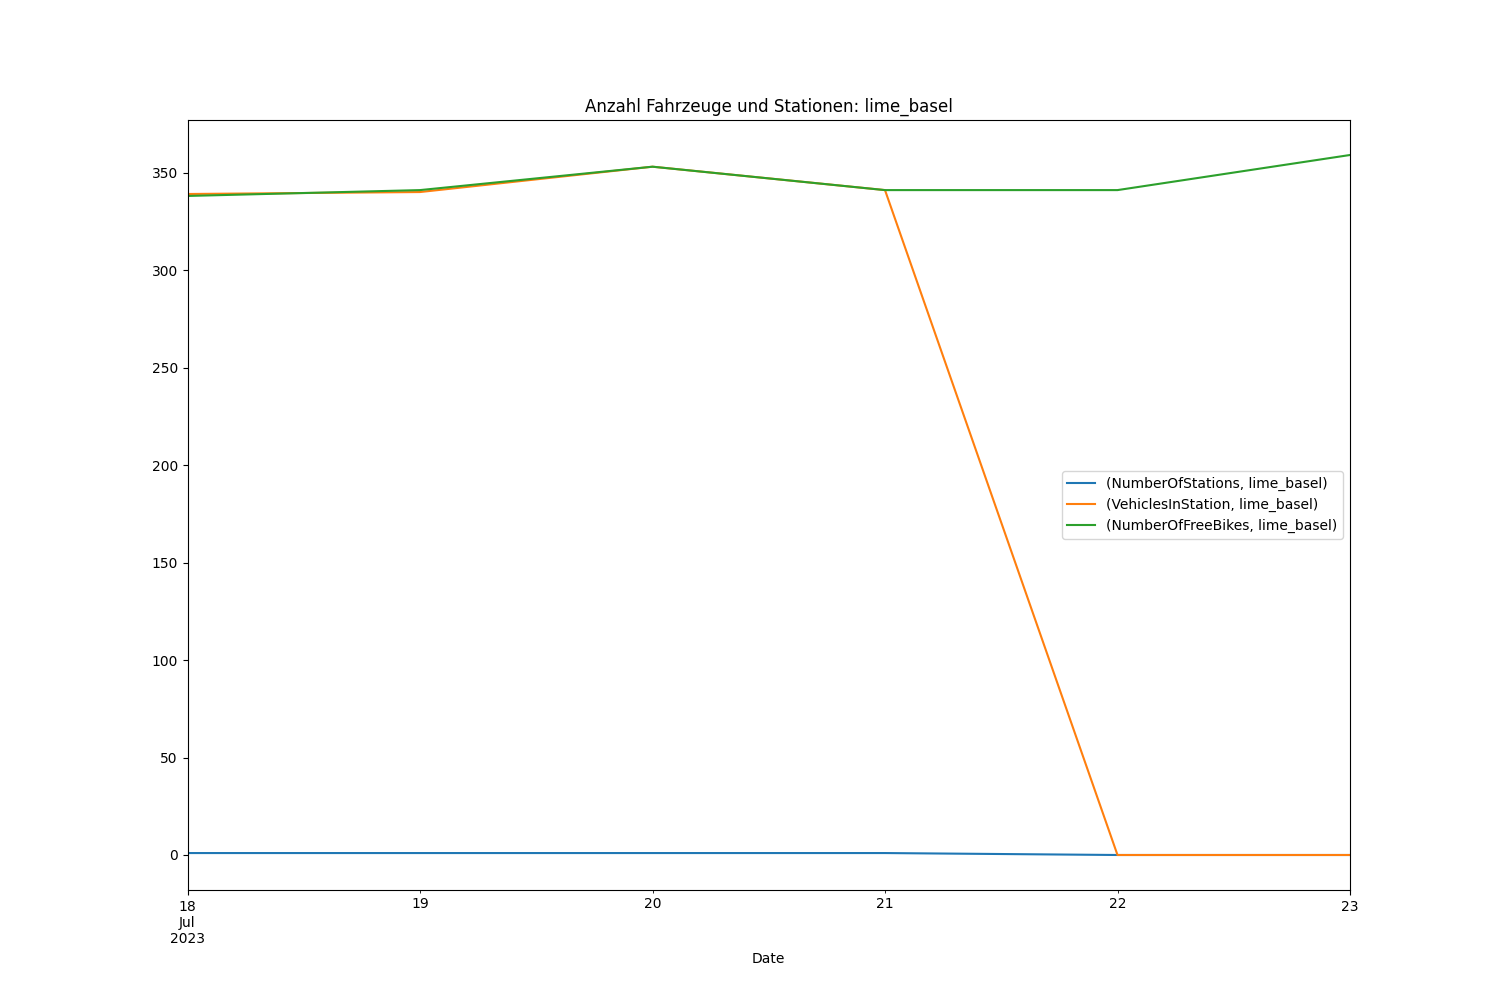 Anzahl Fahrzeuge und Stationen: lime_basel
350
300
250
200
150
100
50
0
(NumberOfStations, lime_basel)
(VehiclesInStation, lime_basel)
(NumberOfFreeBikes, lime_basel)
18 19 20 21 22 23
Jul
2023
Date